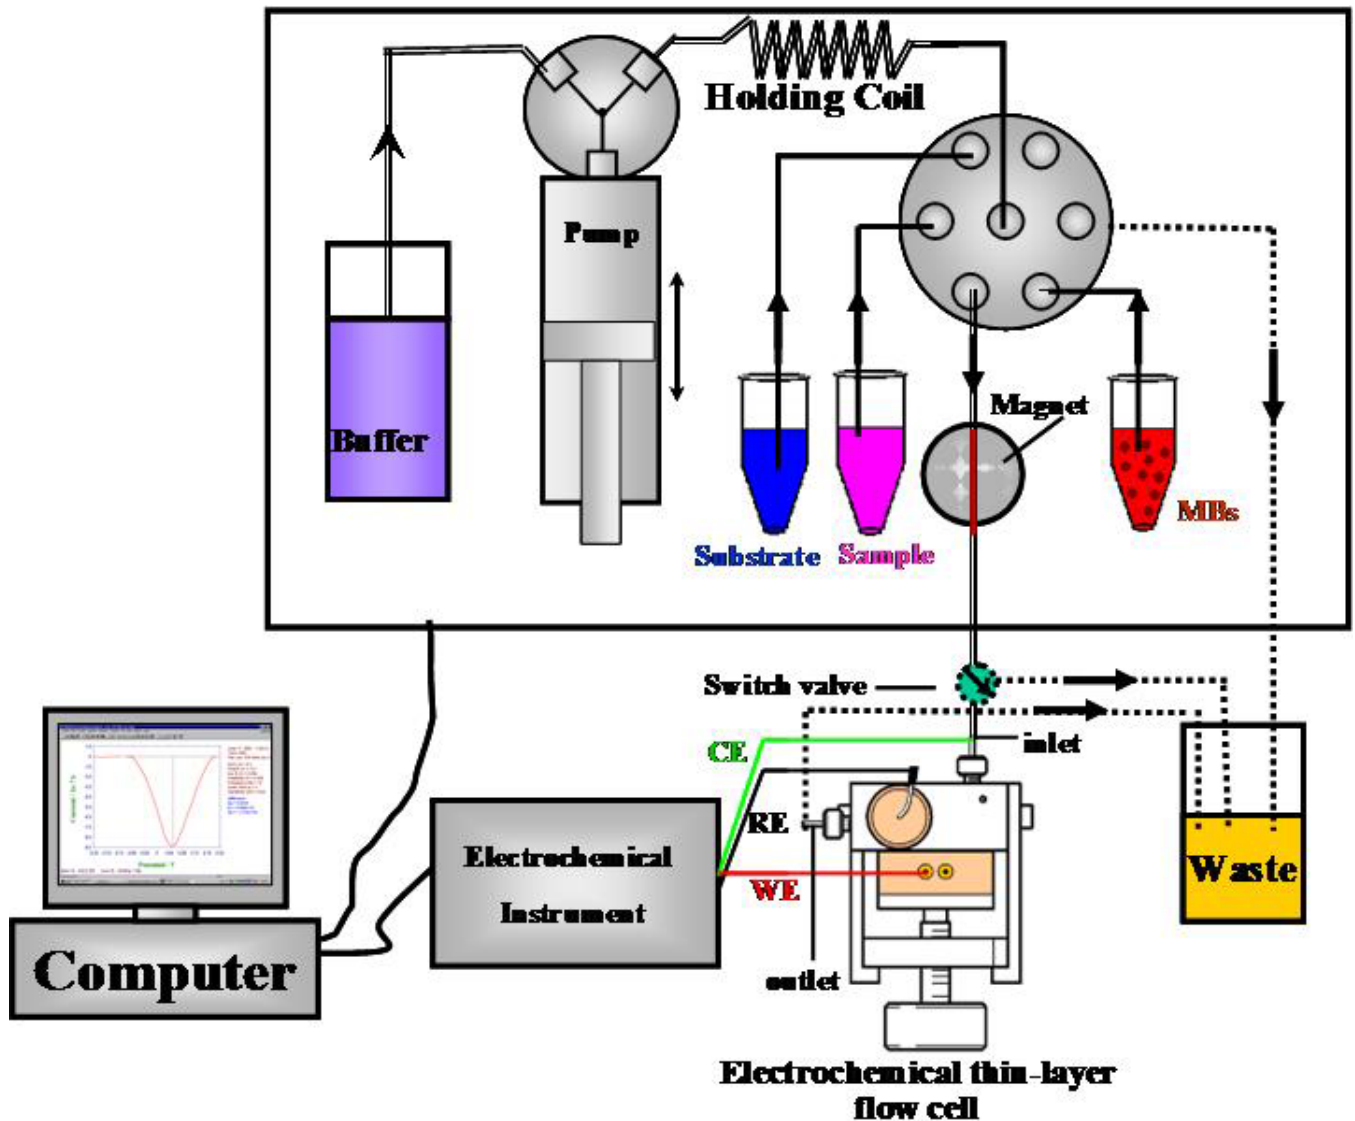 Holding Coil
Pump
Buffer
Magnet
MBs
Substrate
Sample
Switch valve
inlet
CE
RE
WE
Electrochemical
Instrument
Waste
Computer
outlet
Electrochemical thin-layer
flow cell